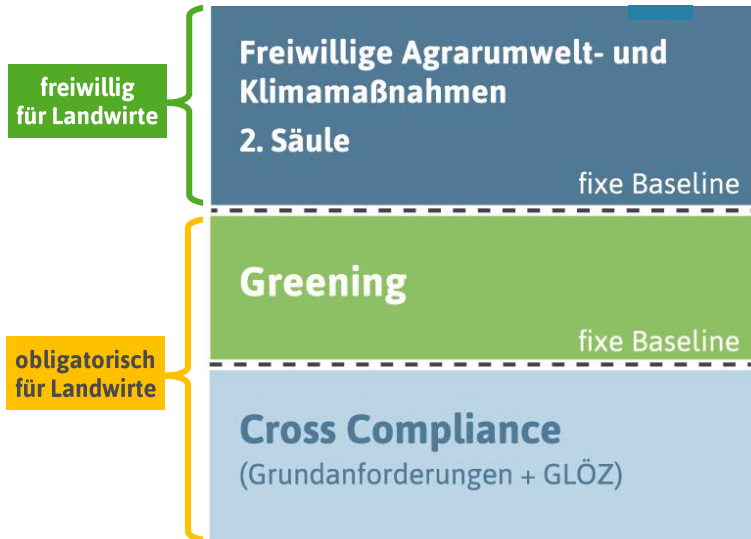 freiwillig
für Landwirte
Freiwillige Agrarumwelt- und
Klimamaßnahmen
2. Säule
fixe Baseline
Greening
fixe Baseline
obligatorisch
für Landwirte
Cross Compliance
(Grundanforderungen + GLÖZ)